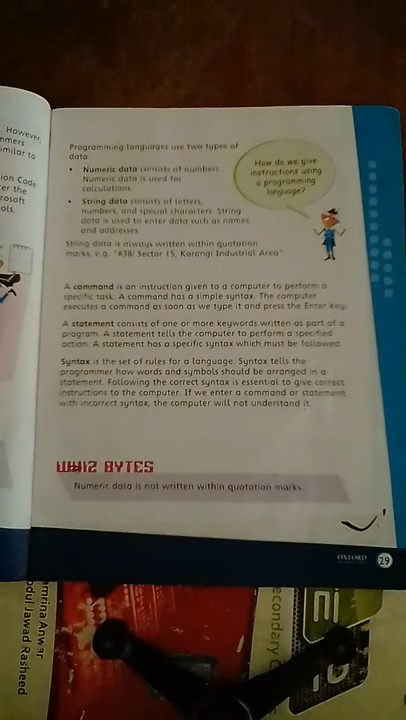 . However,
mmers
imilar to
ion Code
er the
rosoft
ols.
Programming languages use two types of
data:
• Numeric data consists of numbers.
Numeric data is used for
calculations.
• String data consists of letters,
numbers, and special characters. String
data is used to enter data such as names
and addresses.
String data is always written within quotation
marks, e.g. "#38/ Sector 15, Korangi Industrial Area"
How do we give
instructions using
a programming
language?
A command is an instruction given to a computer to perform a
specific task. A command has a simple syntax. The computer
executes a command as soon as we type it and press the Enter key.
A statement consists of one or more keywords written as part of a
program. A statement tells the computer to perform a specified
action. A statement has a specific syntax which must be followed.
Syntax is the set of rules for a language. Syntax tells the
programmer how words and symbols should be arranged in a
statement. Following the correct syntax is essential to give correct
instructions to the computer. If we enter a command or statement
with incorrect syntax, the computer will not understand it.
WHIZ BYTES
Numeric data is not written within quotation marks.
OXFORD
29
mrina Anwar
dul Jawad Rasheed
econdary